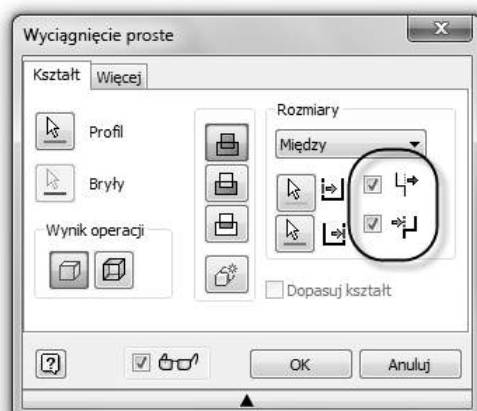 Wyciągnięcie proste
Kształt Więcej
Rozmiary
Profil
Między
Bryły
Wynik operacji
Dopasuj kształt
OK Anuluj